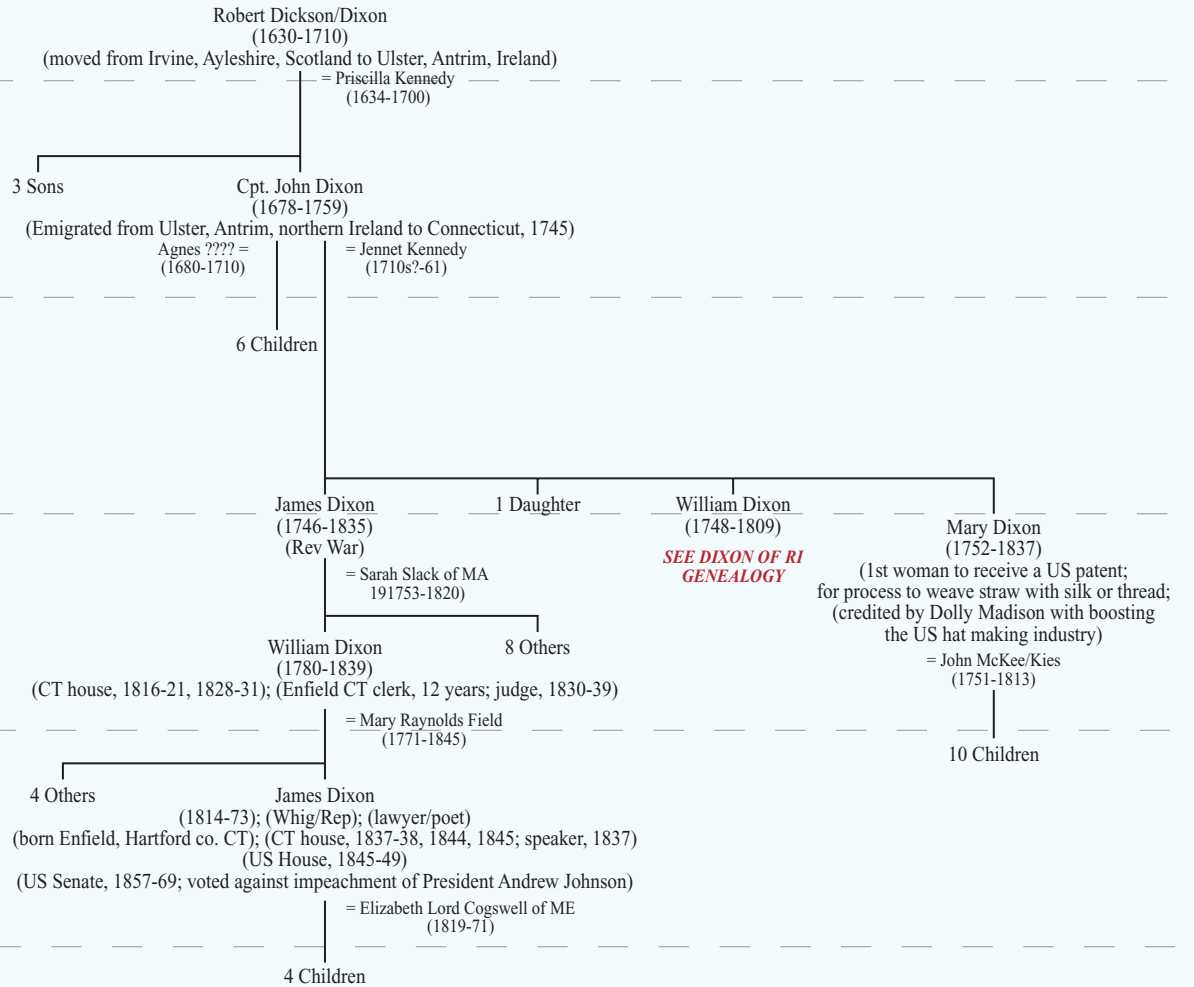 Robert Dickson/Dixon
(1630-1710)
(moved from Irvine, Ayleshire, Scotland to Ulster, Antrim, Ireland)
= Priscilla Kennedy
(1634-1700)
3 Sons
Cpt. John Dixon
(1678-1759)
(Emigrated from Ulster, Antrim, northern Ireland to Connecticut, 1745)
Agnes ???? =
(1680-1710)
= Jennet Kennedy
(1710s?-61)
6 Children
James Dixon
(1746-1835)
(Rev War)
1 Daughter
William Dixon
(1748-1809)
SEE DIXON OF RI
GENEALOGY
Mary Dixon
(1752-1837)
(1st woman to receive a US patent;
for process to weave straw with silk or thread;
(credited by Dolly Madison with boosting
the US hat making industry)
= Sarah Slack of MA
191753-1820)
= John McKee/Kies
(1751-1813)
William Dixon
(1780-1839)
(CT house, 1816-21, 1828-31); (Enfield CT clerk, 12 years; judge, 1830-39)
8 Others
= Mary Raynolds Field
(1771-1845)
10 Children
4 Others
James Dixon
(1814-73); (Whig/Rep); (lawyer/poet)
(born Enfield, Hartford co. CT); (CT house, 1837-38, 1844, 1845; speaker, 1837)
(US House, 1845-49)
(US Senate, 1857-69; voted against impeachment of President Andrew Johnson)
= Elizabeth Lord Cogswell of ME
(1819-71)
4 Children